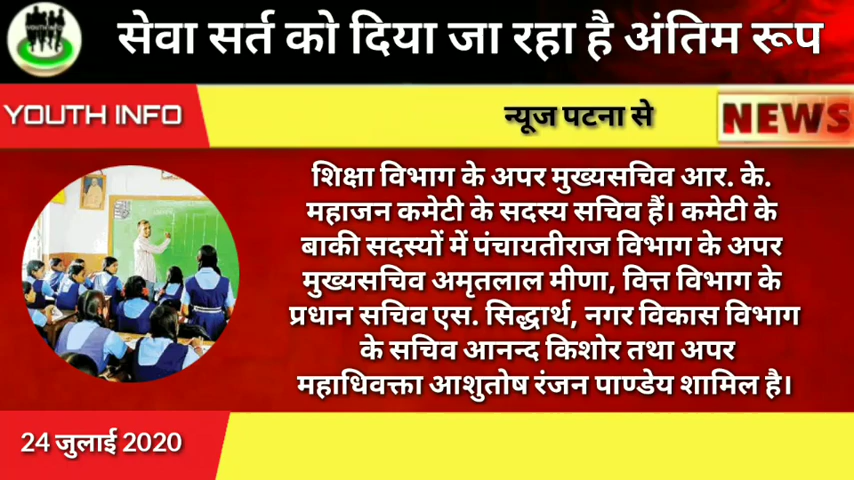 सेवा सर्त को दिया जा रहा है अंतिम रूप
YOUTH INFO
न्यूज पटना से
NEWS
शिक्षा विभाग के अपर मुख्यसचिव आर. के.
महाजन कमेटी के सदस्य सचिव हैं। कमेटी के
बाकी सदस्यों में पंचायतीराज विभाग के अपर
मुख्यसचिव अमृतलाल मीणा, वित्त विभाग के
प्रधान सचिव एस. सिद्धार्थ, नगर विकास विभाग
के सचिव आनन्द किशोर तथा अपर
महाधिवक्ता आशुतोष रंजन पाण्डेय शामिल है।
24 जुलाई 2020